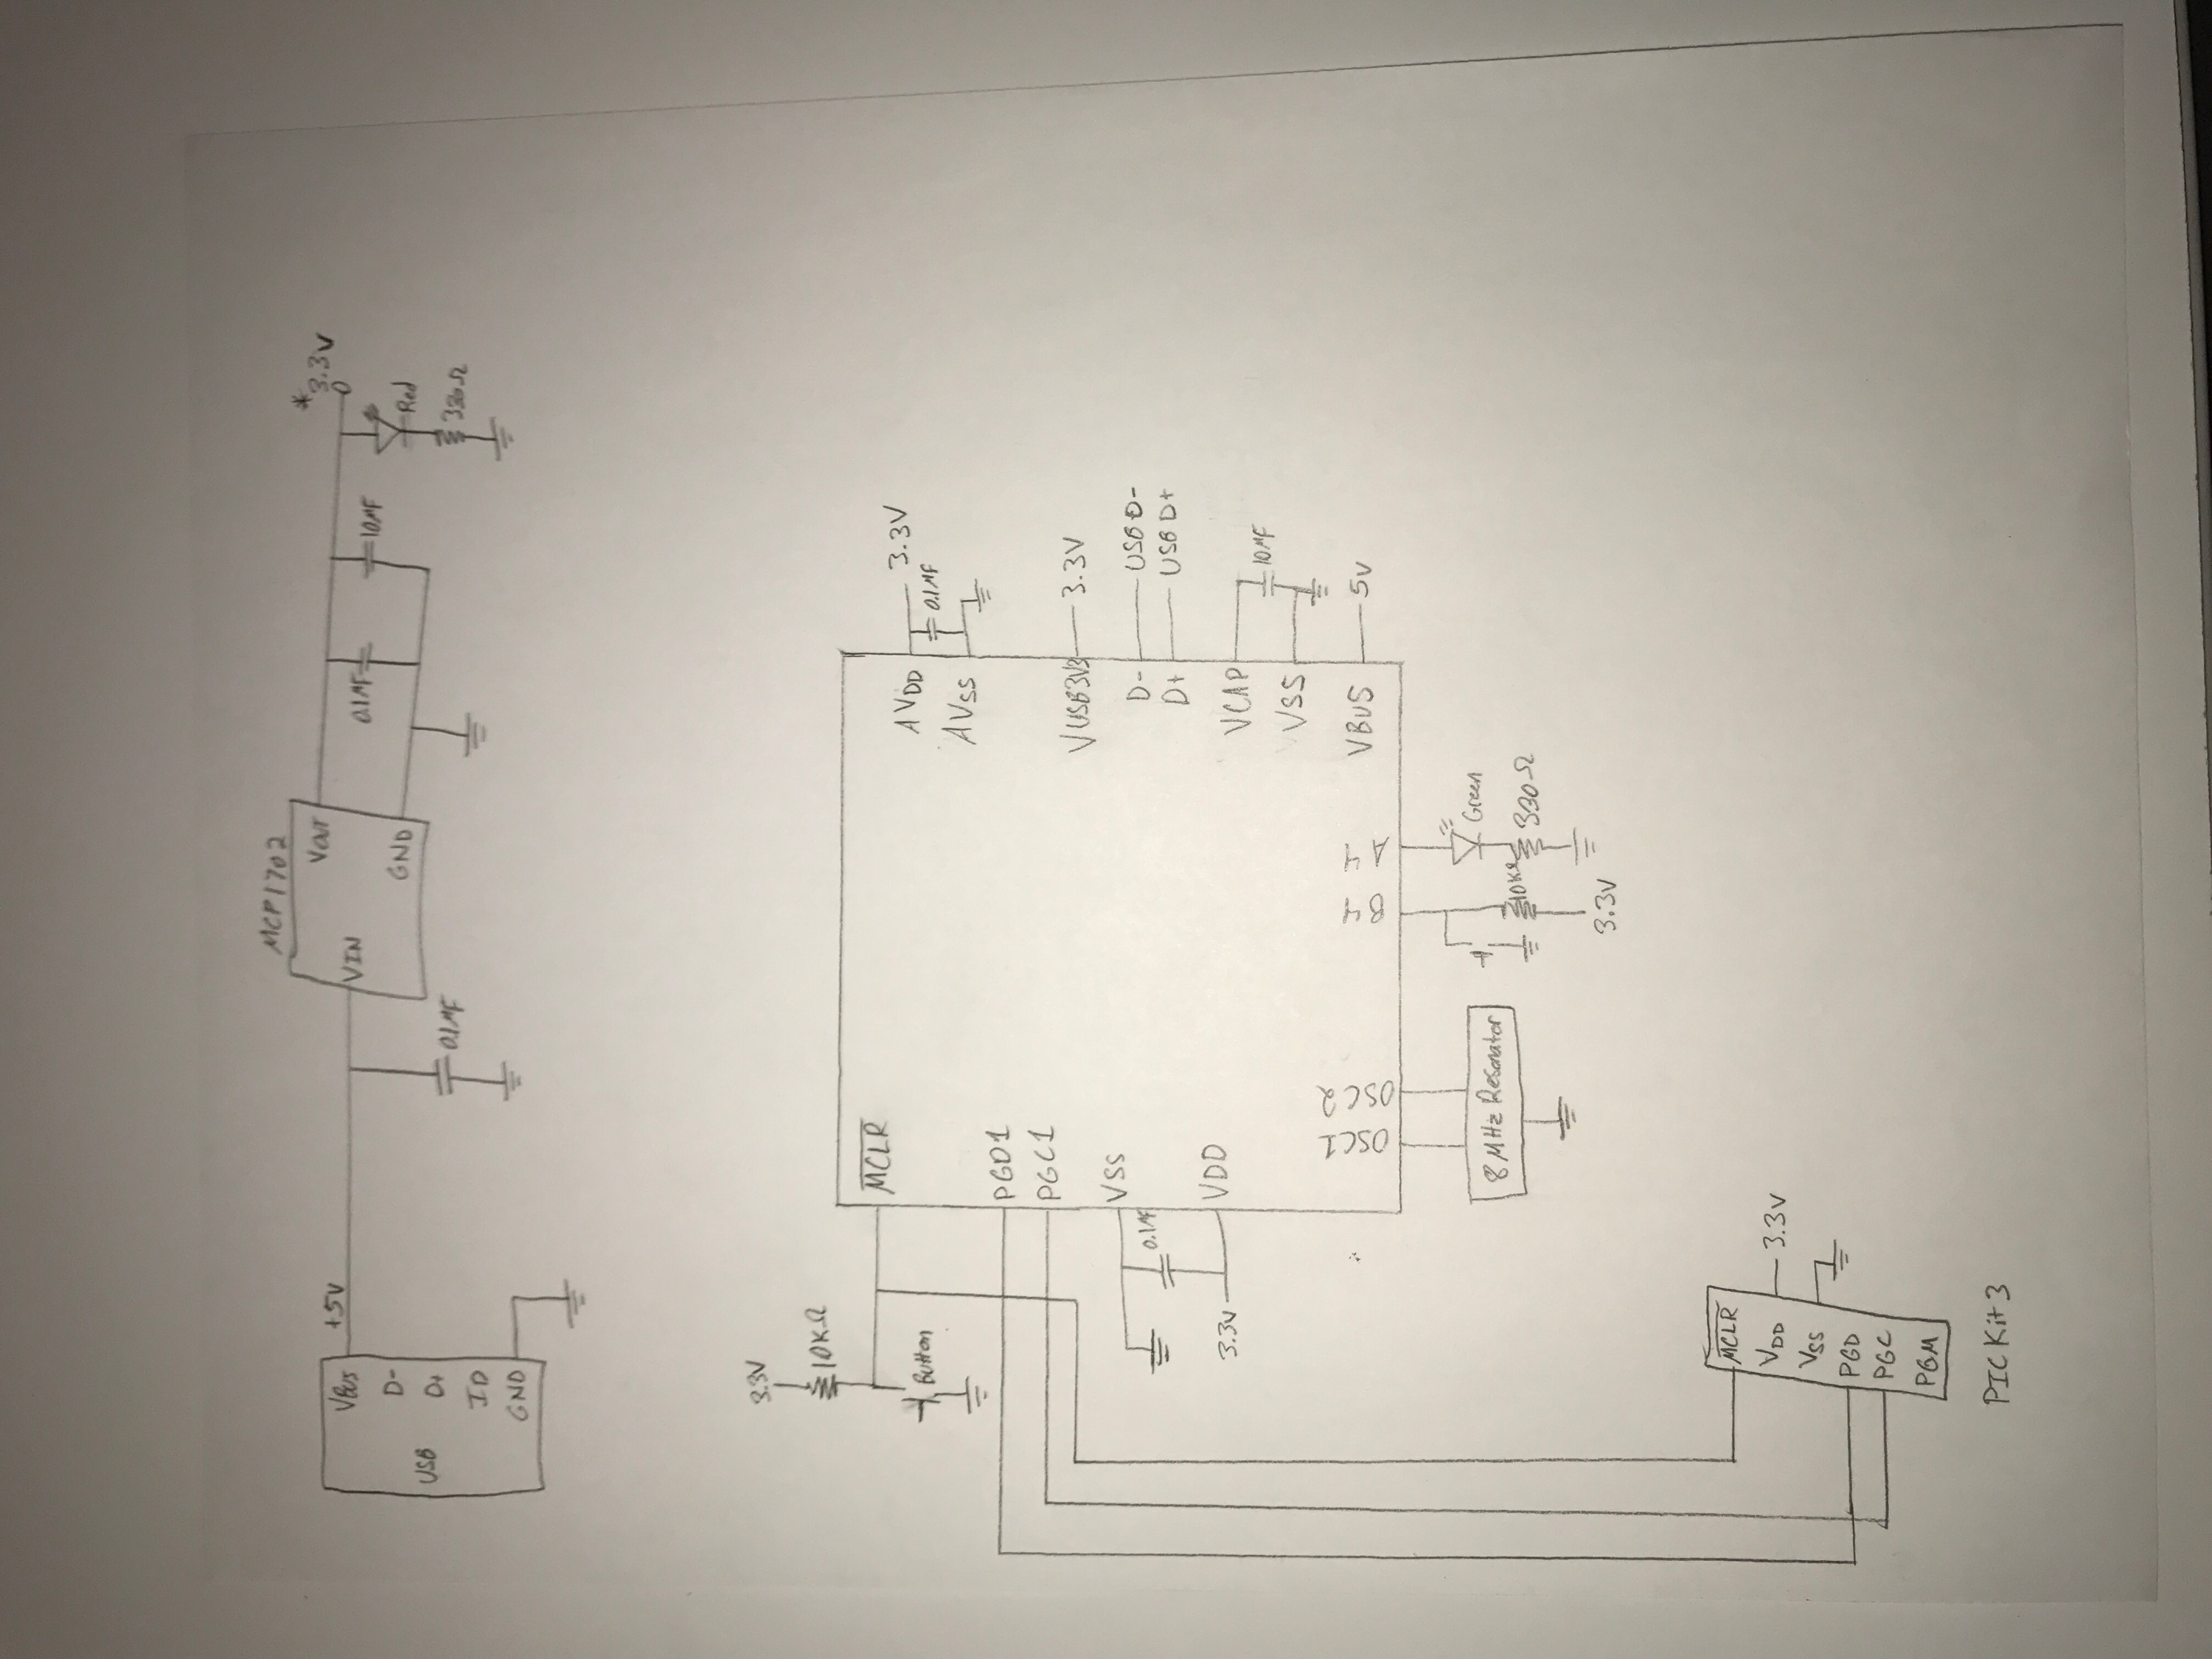 MCP1702
VBUS +5V
D-
USB
D+
ID
GND
VIN
VOUT
GND
0.1MF
0.1MF
10MF
*3.3V
Red
330Ω
3.3V
10KΩ
Button
MCLR
PGD1
PGC1
VSS
0.1MF
3.3V
VDD
AVDD 3.3V
0.1MF
AVSS
VUSB3V3 3.3V
D- USB D-
D+ USB D+
VCAP
10MF
VSS
VBUS 5V
OSC1
OSC2
B4
A4
8MHz Resonator
10KΩ
3.3V
Green
330Ω
MCLR
VDD 3.3V
VSS
PGD
PGC
PGM
PIC Kit 3